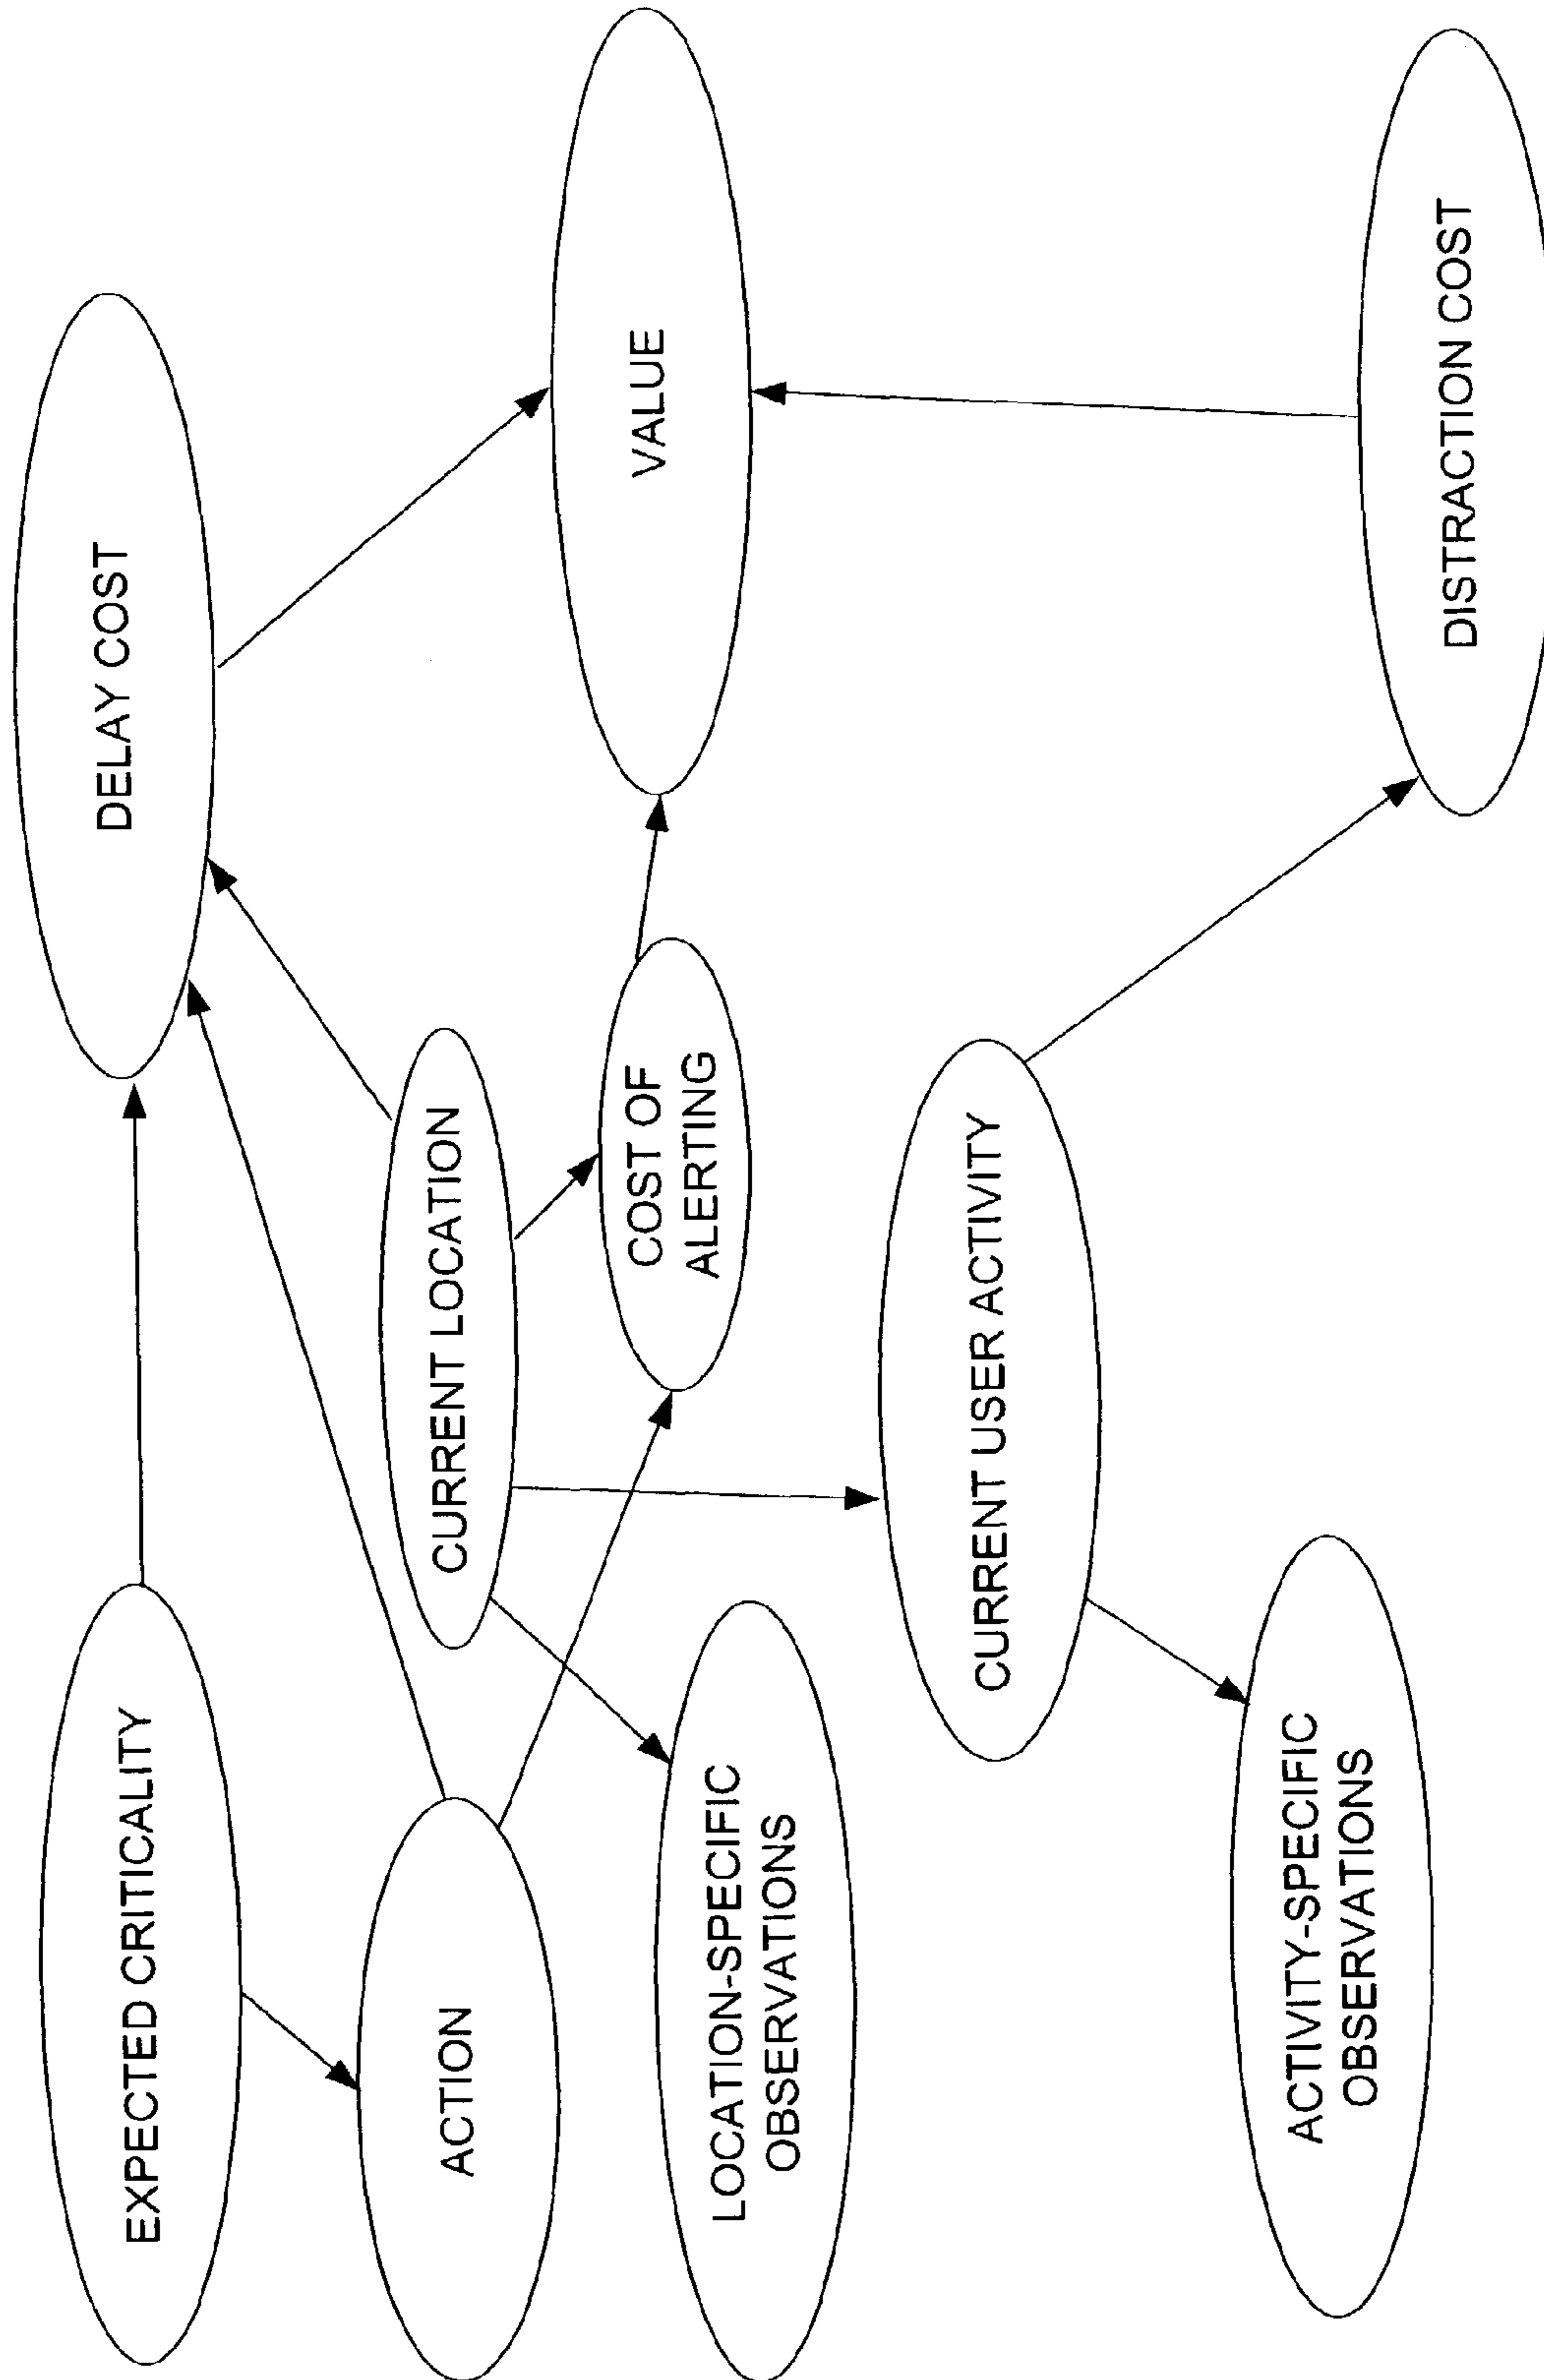 EXPECTED CRITICALITY
DELAY COST
ACTION
CURRENT LOCATION
VALUE
COST OF
ALERTING
LOCATION-SPECIFIC
OBSERVATIONS
CURRENT USER ACTIVITY
ACTIVITY-SPECIFIC
OBSERVATIONS
DISTRACTION COST